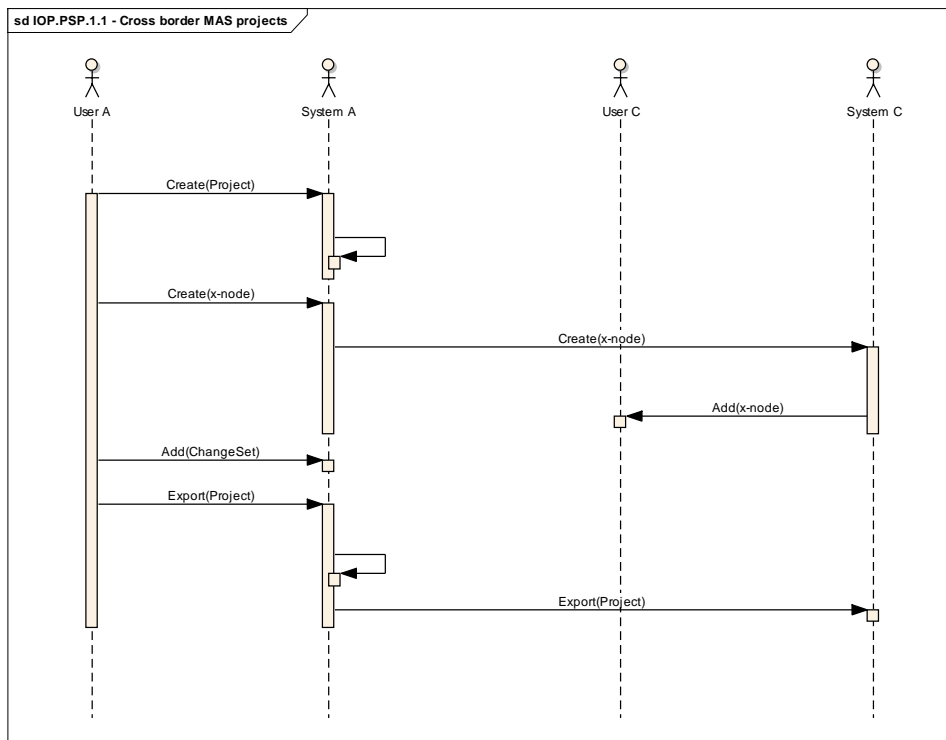 sd IOP.PSP.1.1 - Cross border MAS projects
User A
System A
User C
System C
Create(Project)
Create(x-node)
Create(x-node)
Add(x-node)
Add(ChangeSet)
Export(Project)
Export(Project)